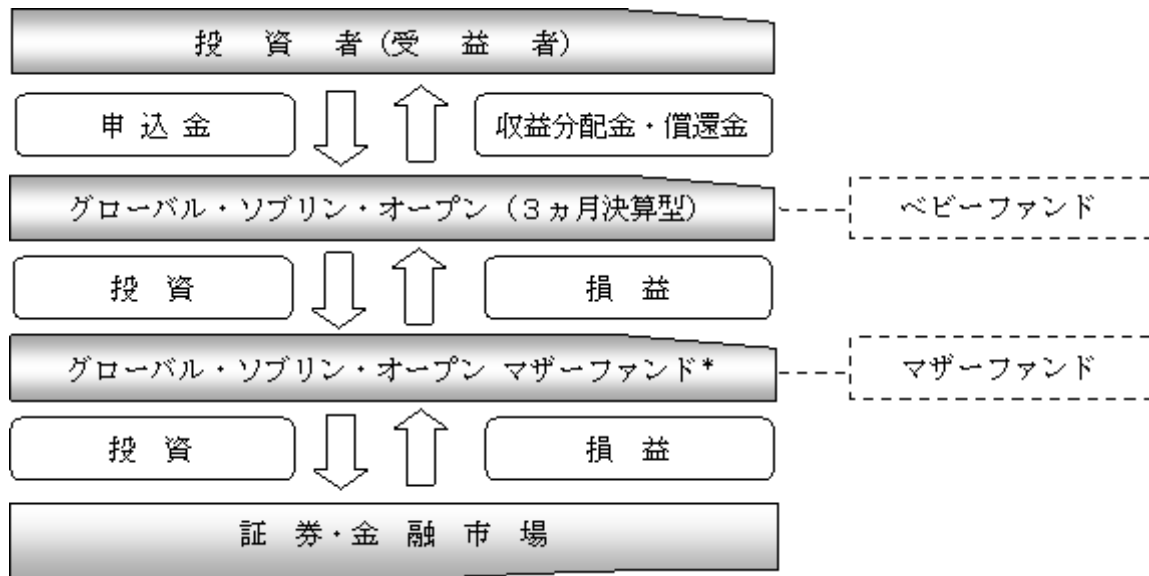 投資者(受益者)
申込金
収益分配金・償還金
グローバル・ソブリン・オープン(3ヵ月決算型)
ベビーファンド
投資
損益
グローバル・ソブリン・オープン マザーファンド*
マザーファンド
投資
損益
証券・金融市場